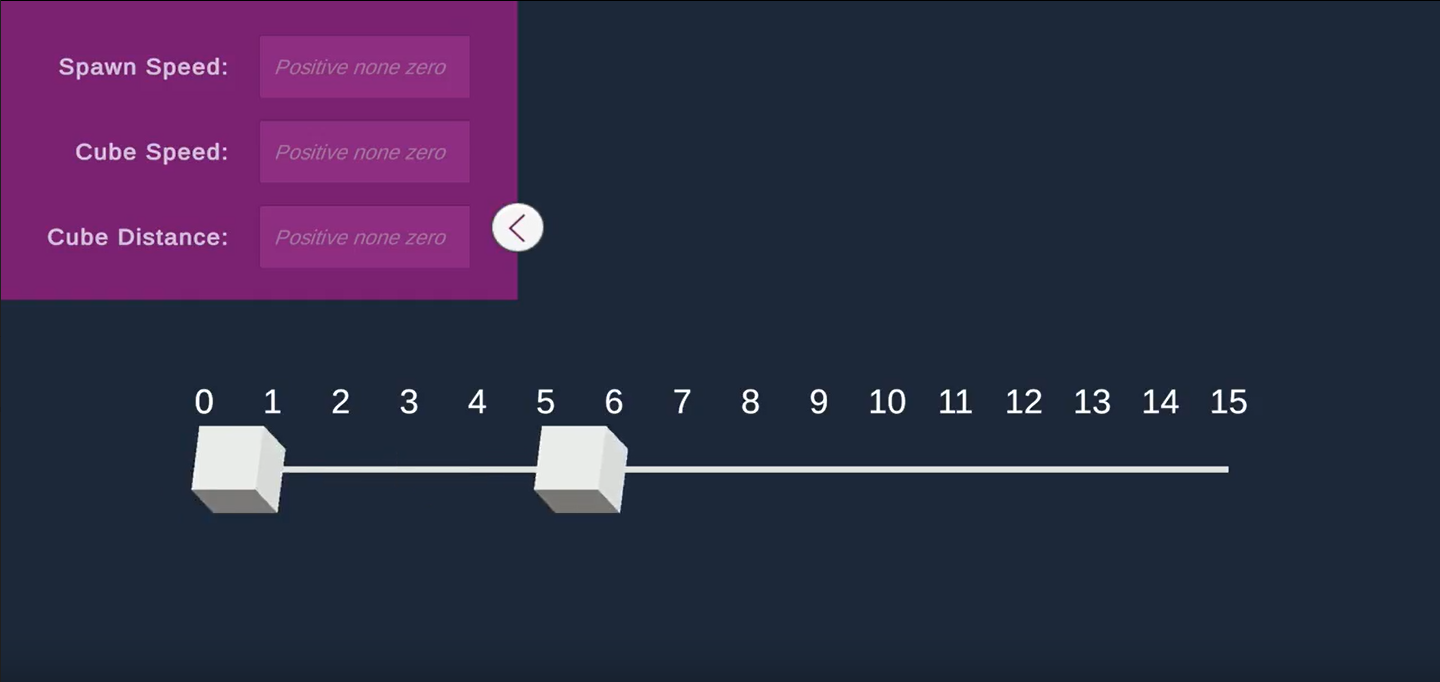 Spawn Speed: Positive none zero
Cube Speed: Positive none zero
Cube Distance: Positive none zero
0 1 2 3 4 5 6 7 8 9 10 11 12 13 14 15